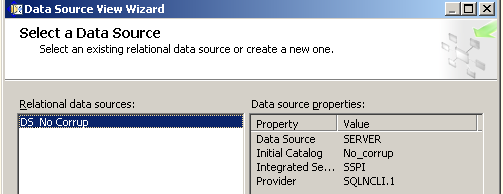 Data Source View Wizard
Select a Data Source
Select an existing relational data source or create a new one.
Relational data sources:
DS_No Corrup
Data source properties:
Property Value
Data Source SERVER
Initial Catalog No_corrup
Integrated Se... SSPI
Provider SQLNCLI.1